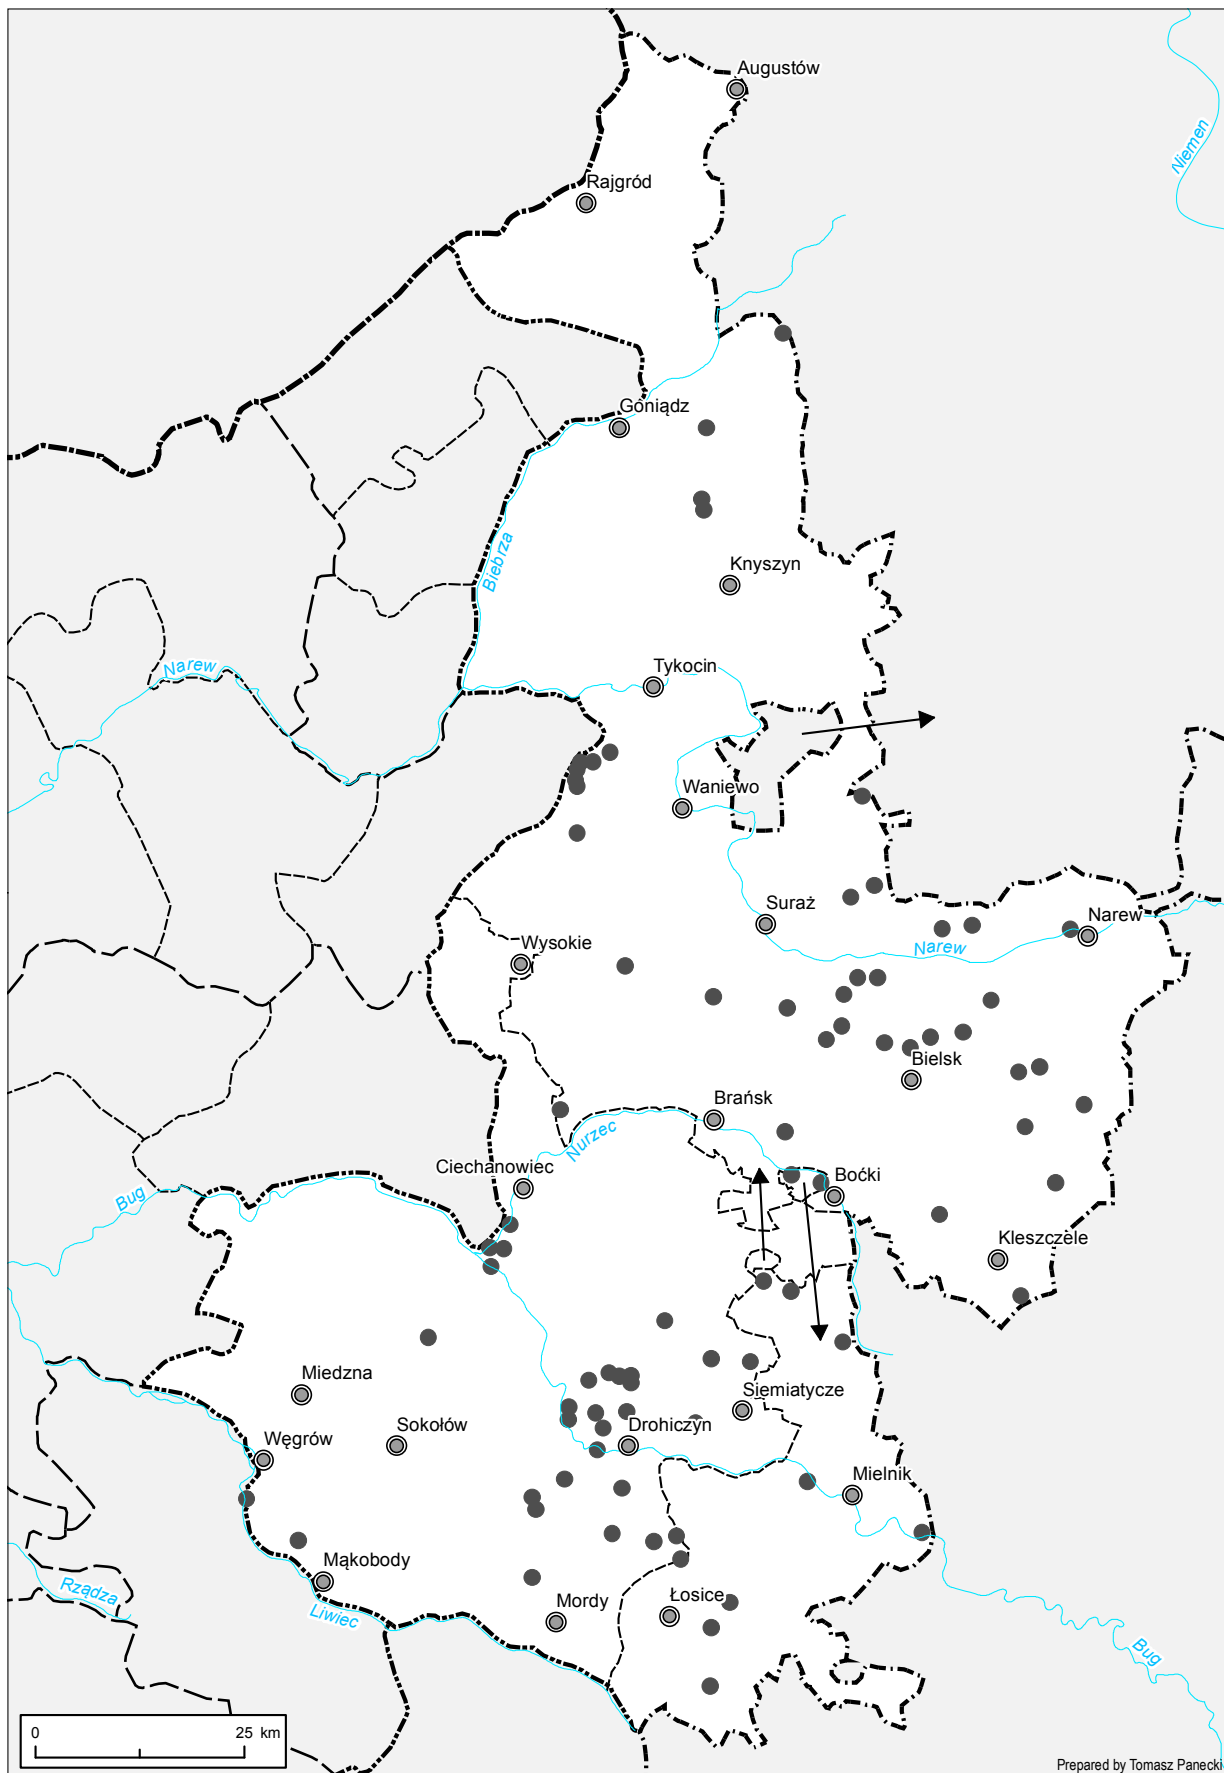 Augustów
Niemen
Rajgród
Goniądz
Biebrza
Knyszyn
Narew
Tykocin
Waniewo
Suraż
Narew
Narew
Wysokie
Bielsk
Brańsk
Nurzec
Ciechanowiec
Boćki
Bug
Kleszczele
Miedzna
Siemiatycze
Sokołów
Drohiczyn
Węgrów
Mielnik
Mąkobody
Rządza
Liwiec
Mordy
Łosice
Bug
0 25 km
Prepared by Tomasz Panecki